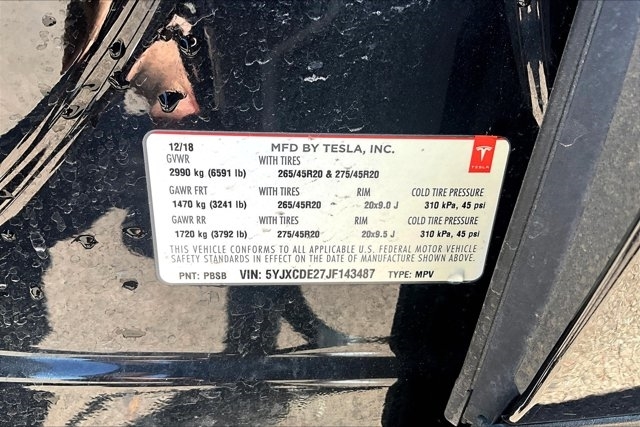 12/18 MFD BY TESLA, INC.
GVWR WITH TIRES
2990 kg (6591 lb) 265/45R20 & 275/45R20
GAWR FRT WITH TIRES RIM COLD TIRE PRESSURE
1470 kg (3241 lb) 265/45R20 20x9.0 J 310 kPa, 45 psi
GAWR RR WITH TIRES RIM COLD TIRE PRESSURE
1720 kg (3792 lb) 275/45R20 20x9.5 J 310 kPa, 45 psi
THIS VEHICLE CONFORMS TO ALL APPLICABLE U.S. FEDERAL MOTOR VEHICLE
SAFETY STANDARDS IN EFFECT ON THE DATE OF MANUFACTURE SHOWN ABOVE.
PNT: PBSB VIN: 5YJXCDE27JF143487 TYPE: MPV
TESLA